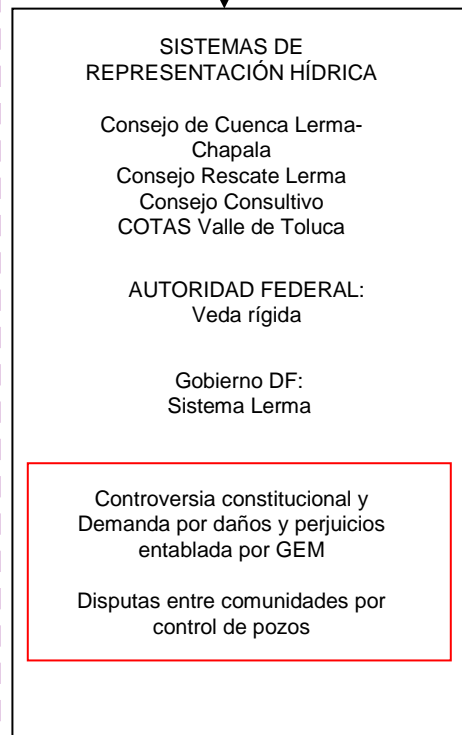 SISTEMAS DE
REPRESENTACIÓN HÍDRICA
Consejo de Cuenca Lerma-
Chapala
Consejo Rescate Lerma
Consejo Consultivo
COTAS Valle de Toluca
AUTORIDAD FEDERAL:
Veda rígida
Gobierno DF:
Sistema Lerma
Controversia constitucional y
Demanda por daños y perjuicios
entablada por GEM
Disputas entre comunidades por
control de pozos